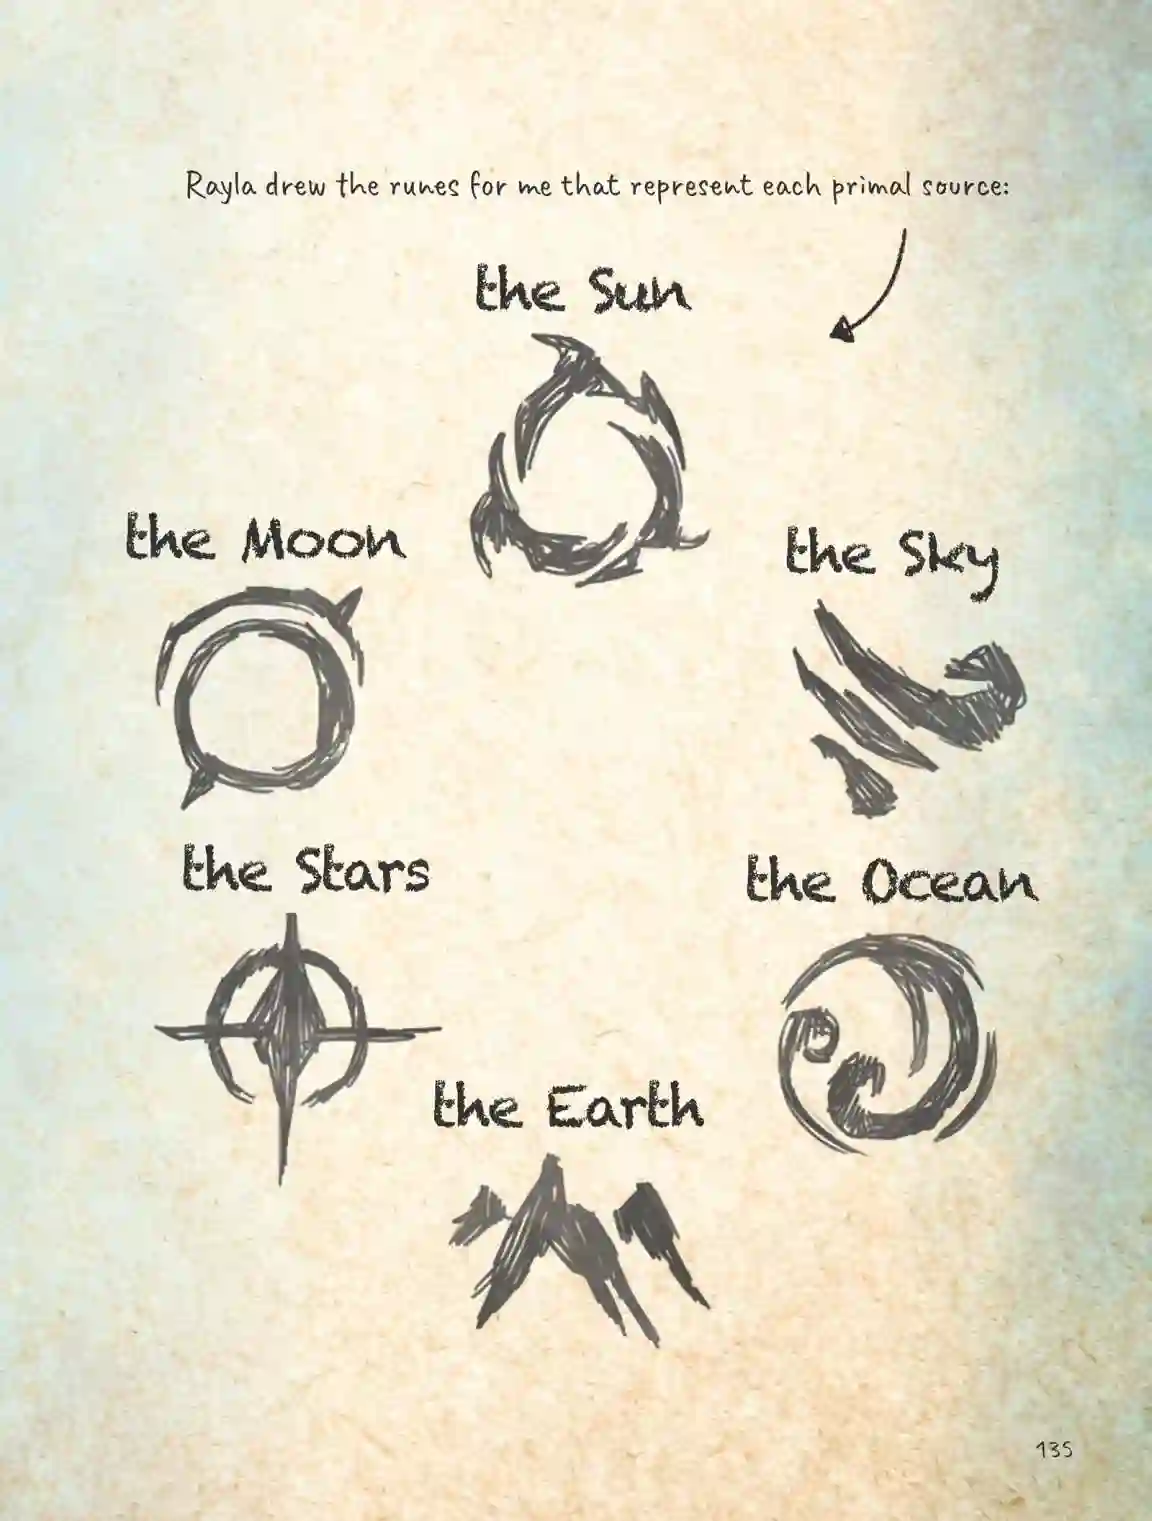 Rayla drew the runes for me that represent each primal source:
the Sun
the Moon
the Sky
the Stars
the Ocean
the Earth
135